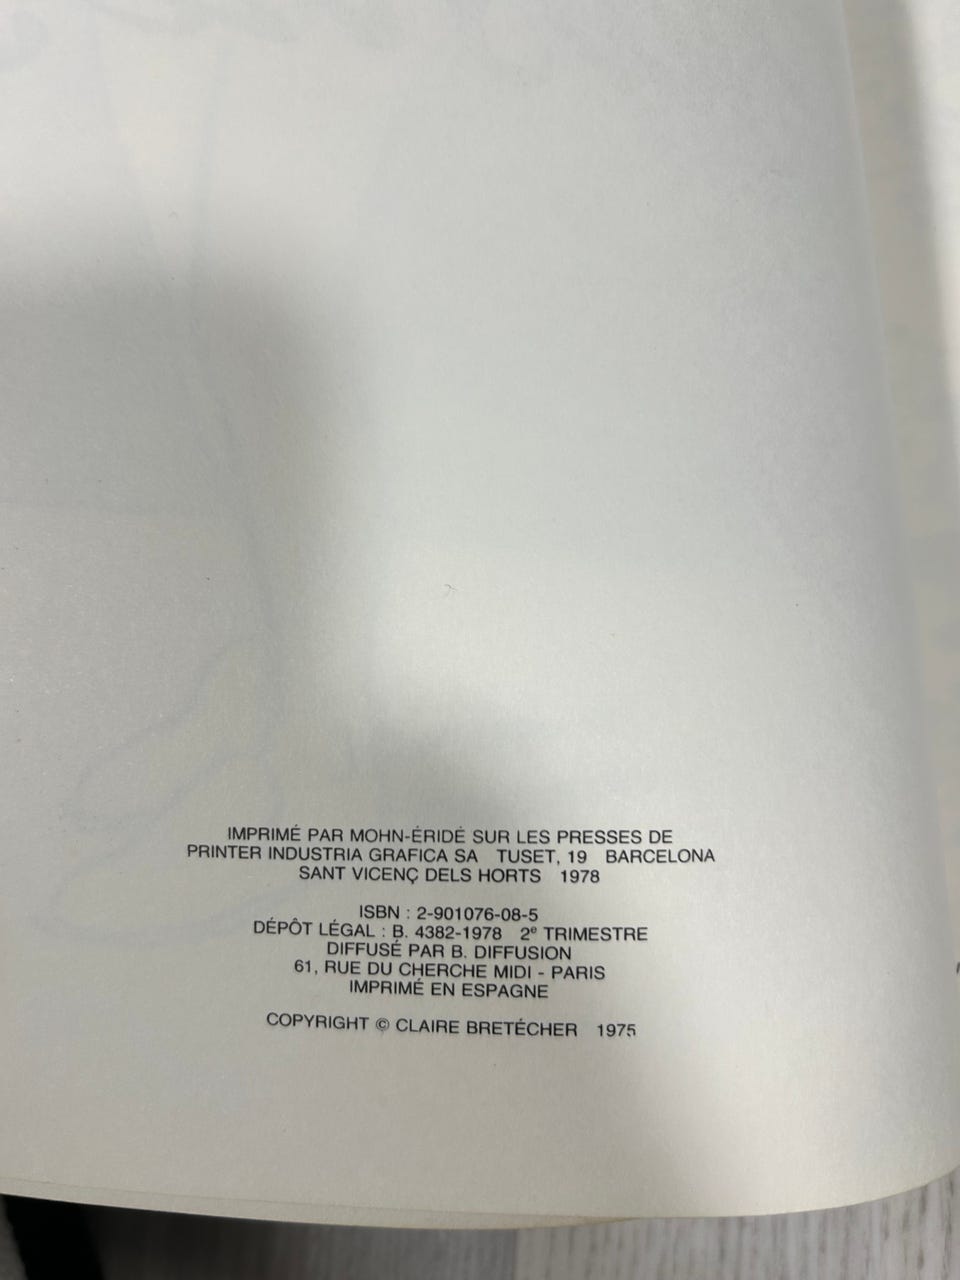 IMPRIMÉ PAR MOHN-ÉRIDÉ SUR LES PRESSES DE
PRINTER INDUSTRIA GRAFICA SA TUSET, 19 BARCELONA
SANT VICENÇ DELS HORTS 1978
ISBN : 2-901076-08-5
DÉPÔT LÉGAL : B. 4382-1978 2e TRIMESTRE
DIFFUSÉ PAR B. DIFFUSION
61, RUE DU CHERCHE MIDI - PARIS
IMPRIMÉ EN ESPAGNE
COPYRIGHT © CLAIRE BRETÉCHER 1975